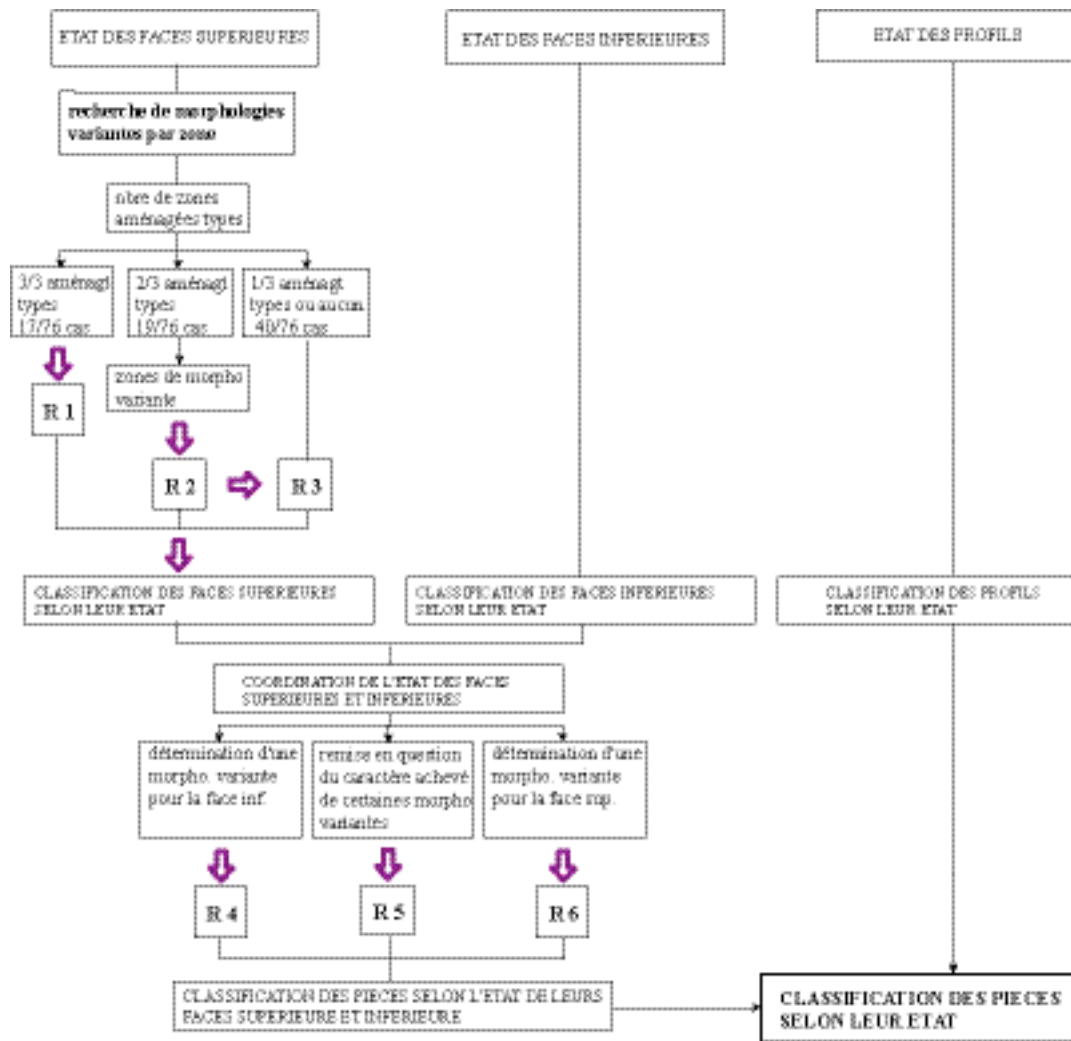 ETAT DES FACES SUPERIEURES
ETAT DES FACES INFERIEURES
ETAT DES PROFILS
recherche de morphologies
variantes par zone
nbre de zones
aménagées types
3/3 aménagt
types
17/76 cas
2/3 aménagt
types
19/76 cas
1/3 aménagt
types ou aucun
40/76 cas
zones de morpho
variante
R 1
R 2
R 3
CLASSIFICATION DES FACES SUPERIEURES
SELON LEUR ETAT
CLASSIFICATION DES FACES INFERIEURES
SELON LEUR ETAT
CLASSIFICATION DES PROFILS
SELON LEUR ETAT
COORDINATION DE L'ETAT DES FACES
SUPERIEURES ET INFERIEURES
détermination d'une
morpho. variante
pour la face inf.
remise en question
du caractère achevé
de certaines morpho
variantes
détermination d'une
morpho. variante
pour la face sup.
R 4
R 5
R 6
CLASSIFICATION DES PIECES SELON L'ETAT DE LEURS
FACES SUPERIEURE ET INFERIEURE
CLASSIFICATION DES PIECES
SELON LEUR ETAT